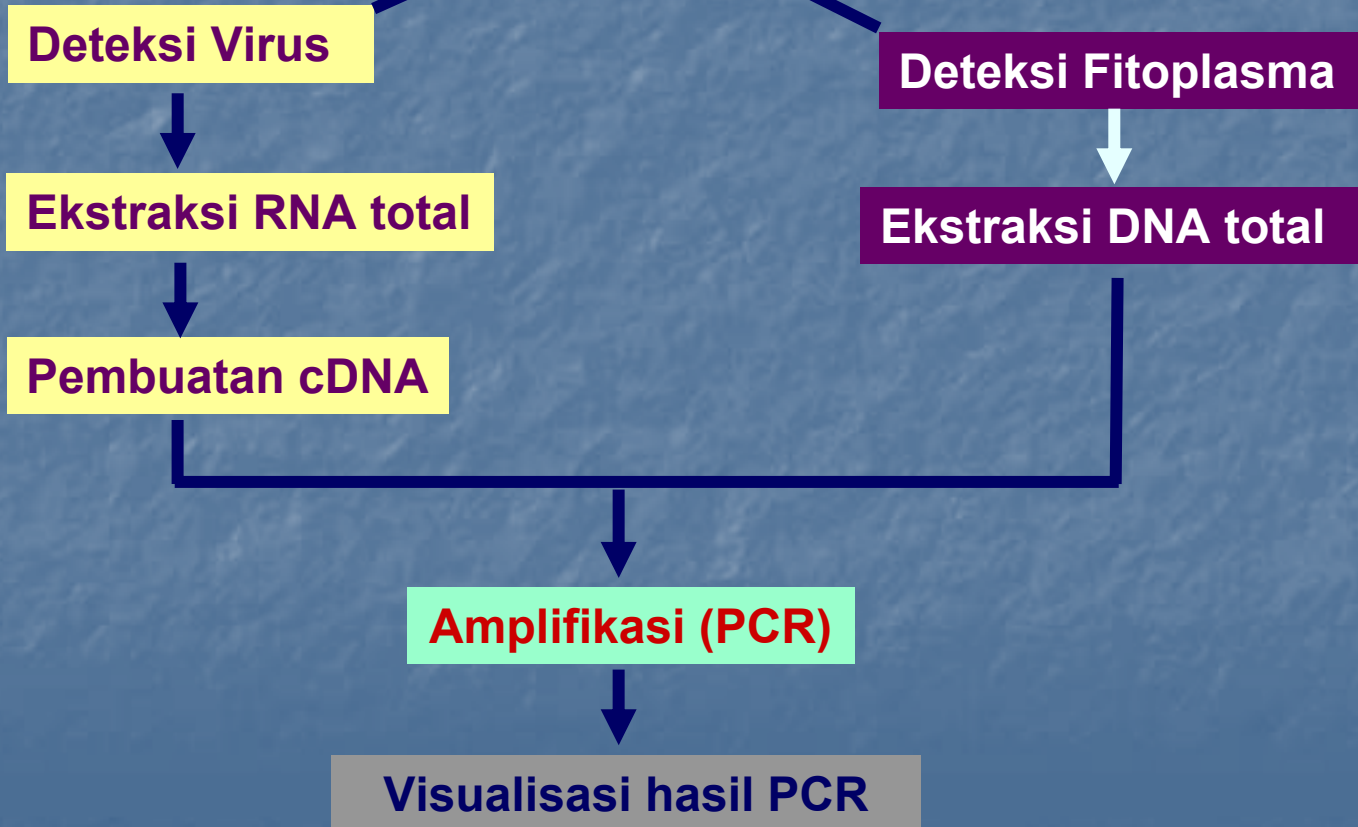 Deteksi Virus
Deteksi Fitoplasma
Ekstraksi RNA total
Ekstraksi DNA total
Pembuatan cDNA
Amplifikasi (PCR)
Visualisasi hasil PCR